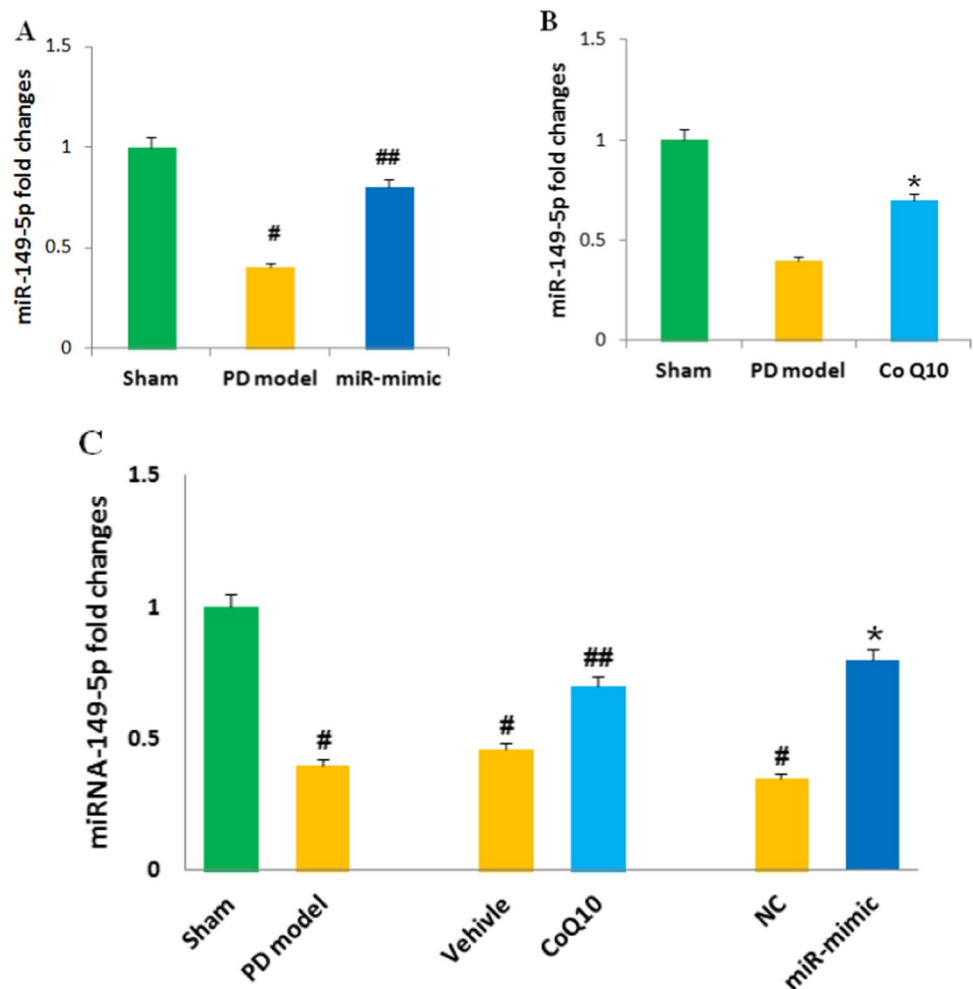 A
miR-149-5p fold changes
1.5
1
0.5
0
#
##
Sham PD model miR-mimic
B
miR-149-5p fold changes
1.5
1
0.5
0
*
Sham PD model Co Q10
C
miRNA-149-5p fold changes
1.5
1
0.5
0
#
#
##
#
*
Sham
PD model
Vehivle
CoQ10
NC
miR-mimic